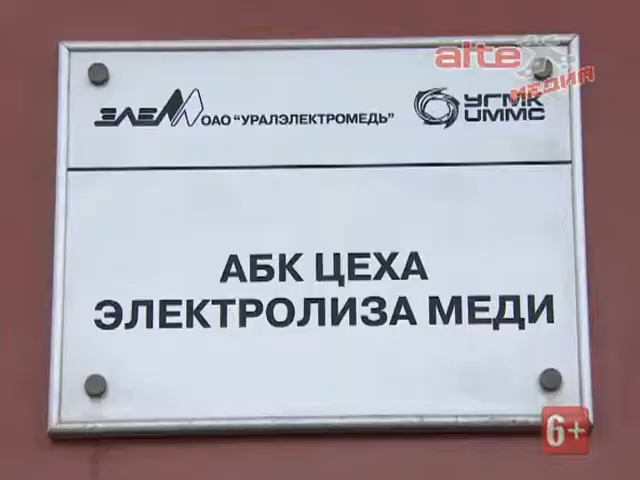 alte
МЕДИА
ЭЛЕМ ОАО "УРАЛЭЛЕКТРОМЕДЬ"
УГМК
UMMC
АБК ЦЕХА
ЭЛЕКТРОЛИЗА МЕДИ
6+